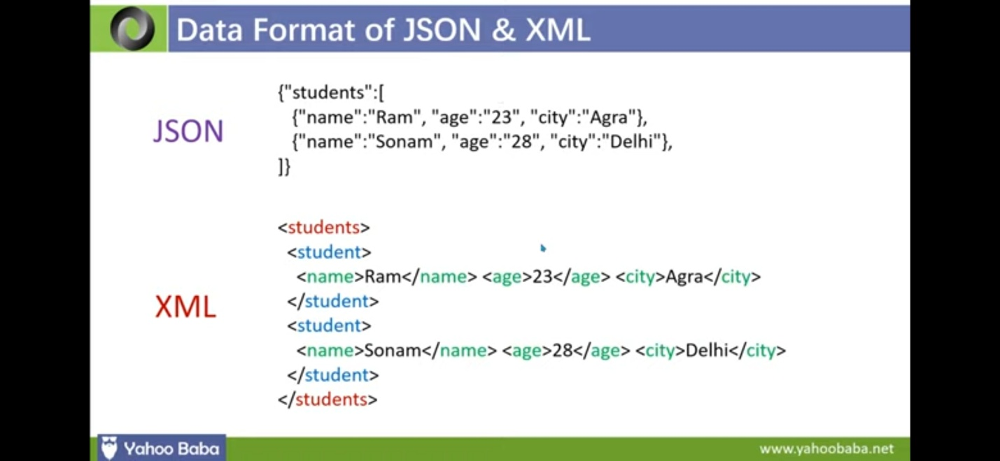 Data Format of JSON & XML
JSON
{"students":[
{"name":"Ram", "age":"23", "city":"Agra"},
{"name":"Sonam", "age":"28", "city":"Delhi"},
]}
XML
<students>
<student>
<name>Ram</name> <age>23</age> <city>Agra</city>
</student>
<student>
<name>Sonam</name> <age>28</age> <city>Delhi</city>
</student>
</students>
Yahoo Baba
www.yahoobaba.net